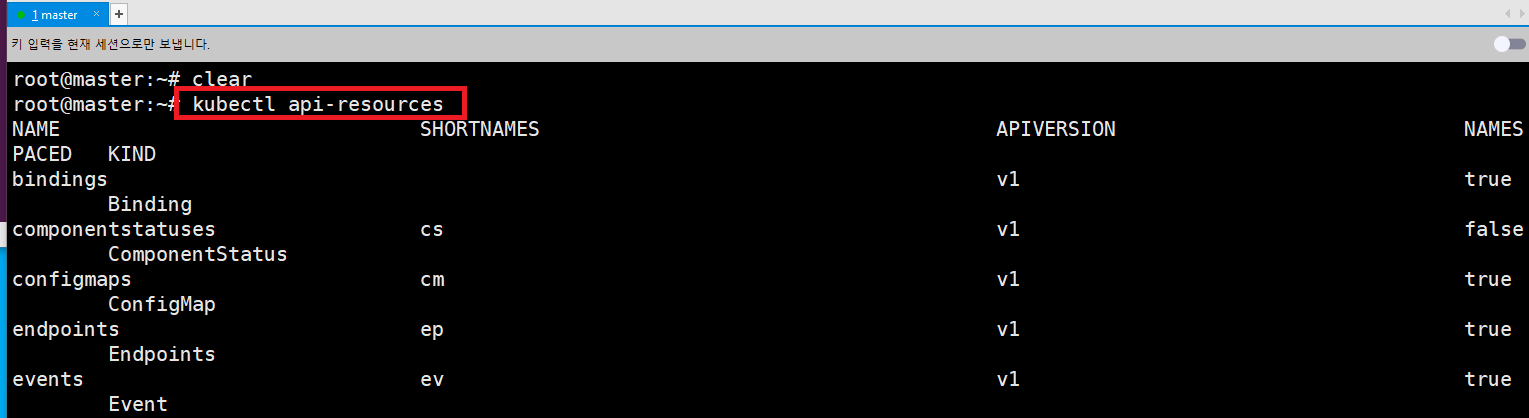 1 master × +
키 입력을 현재 세션으로만 보냅니다.
root@master:~# clear
root@master:~# kubectl api-resources
NAME SHORTNAMES APIVERSION NAMES
PACED KIND
bindings v1 true
Binding
componentstatuses cs v1 false
ComponentStatus
configmaps cm v1 true
ConfigMap
endpoints ep v1 true
Endpoints
events ev v1 true
Event